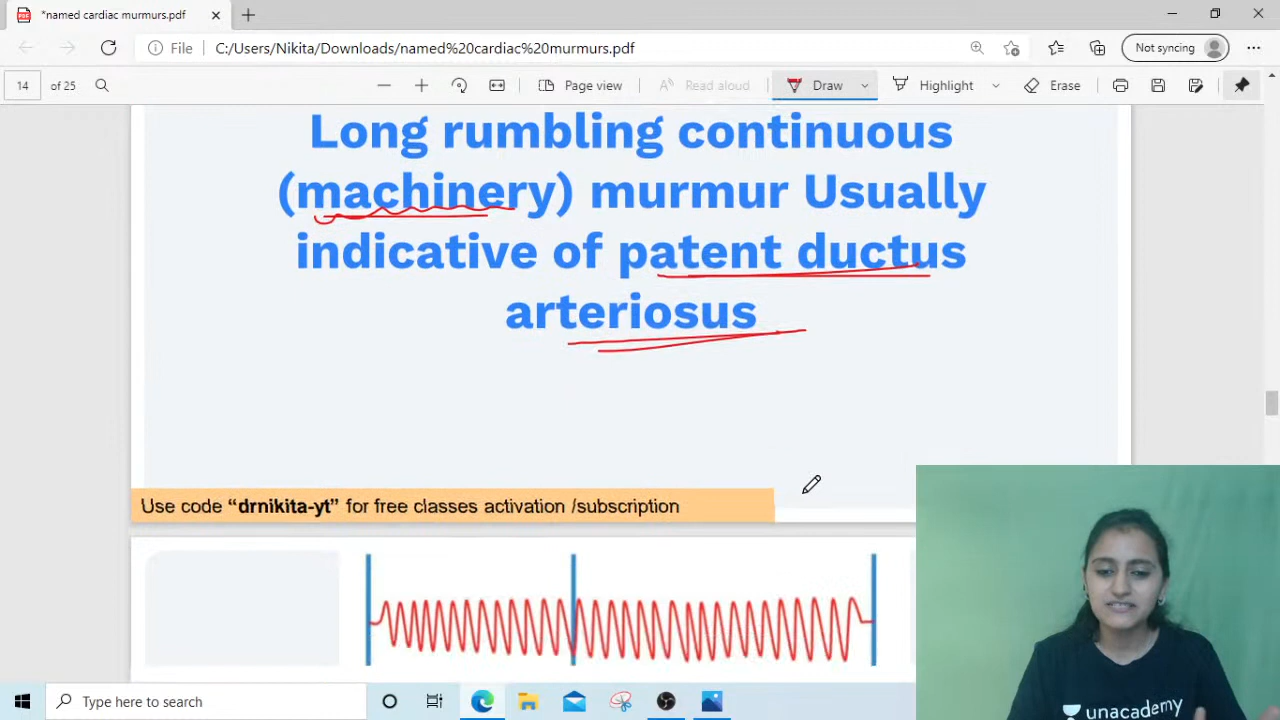 *named cardiac murmurs.pdf
File
C:/Users/Nikita/Downloads/named%20cardiac%20murmurs.pdf
Not syncing
14 of 25
Page view
Read aloud
Draw
Highlight
Erase
Long rumbling continuous
(machinery) murmur Usually
indicative of patent ductus
arteriosus
Use code “drnikita-yt” for free classes activation /subscription
unacademy
Type here to search